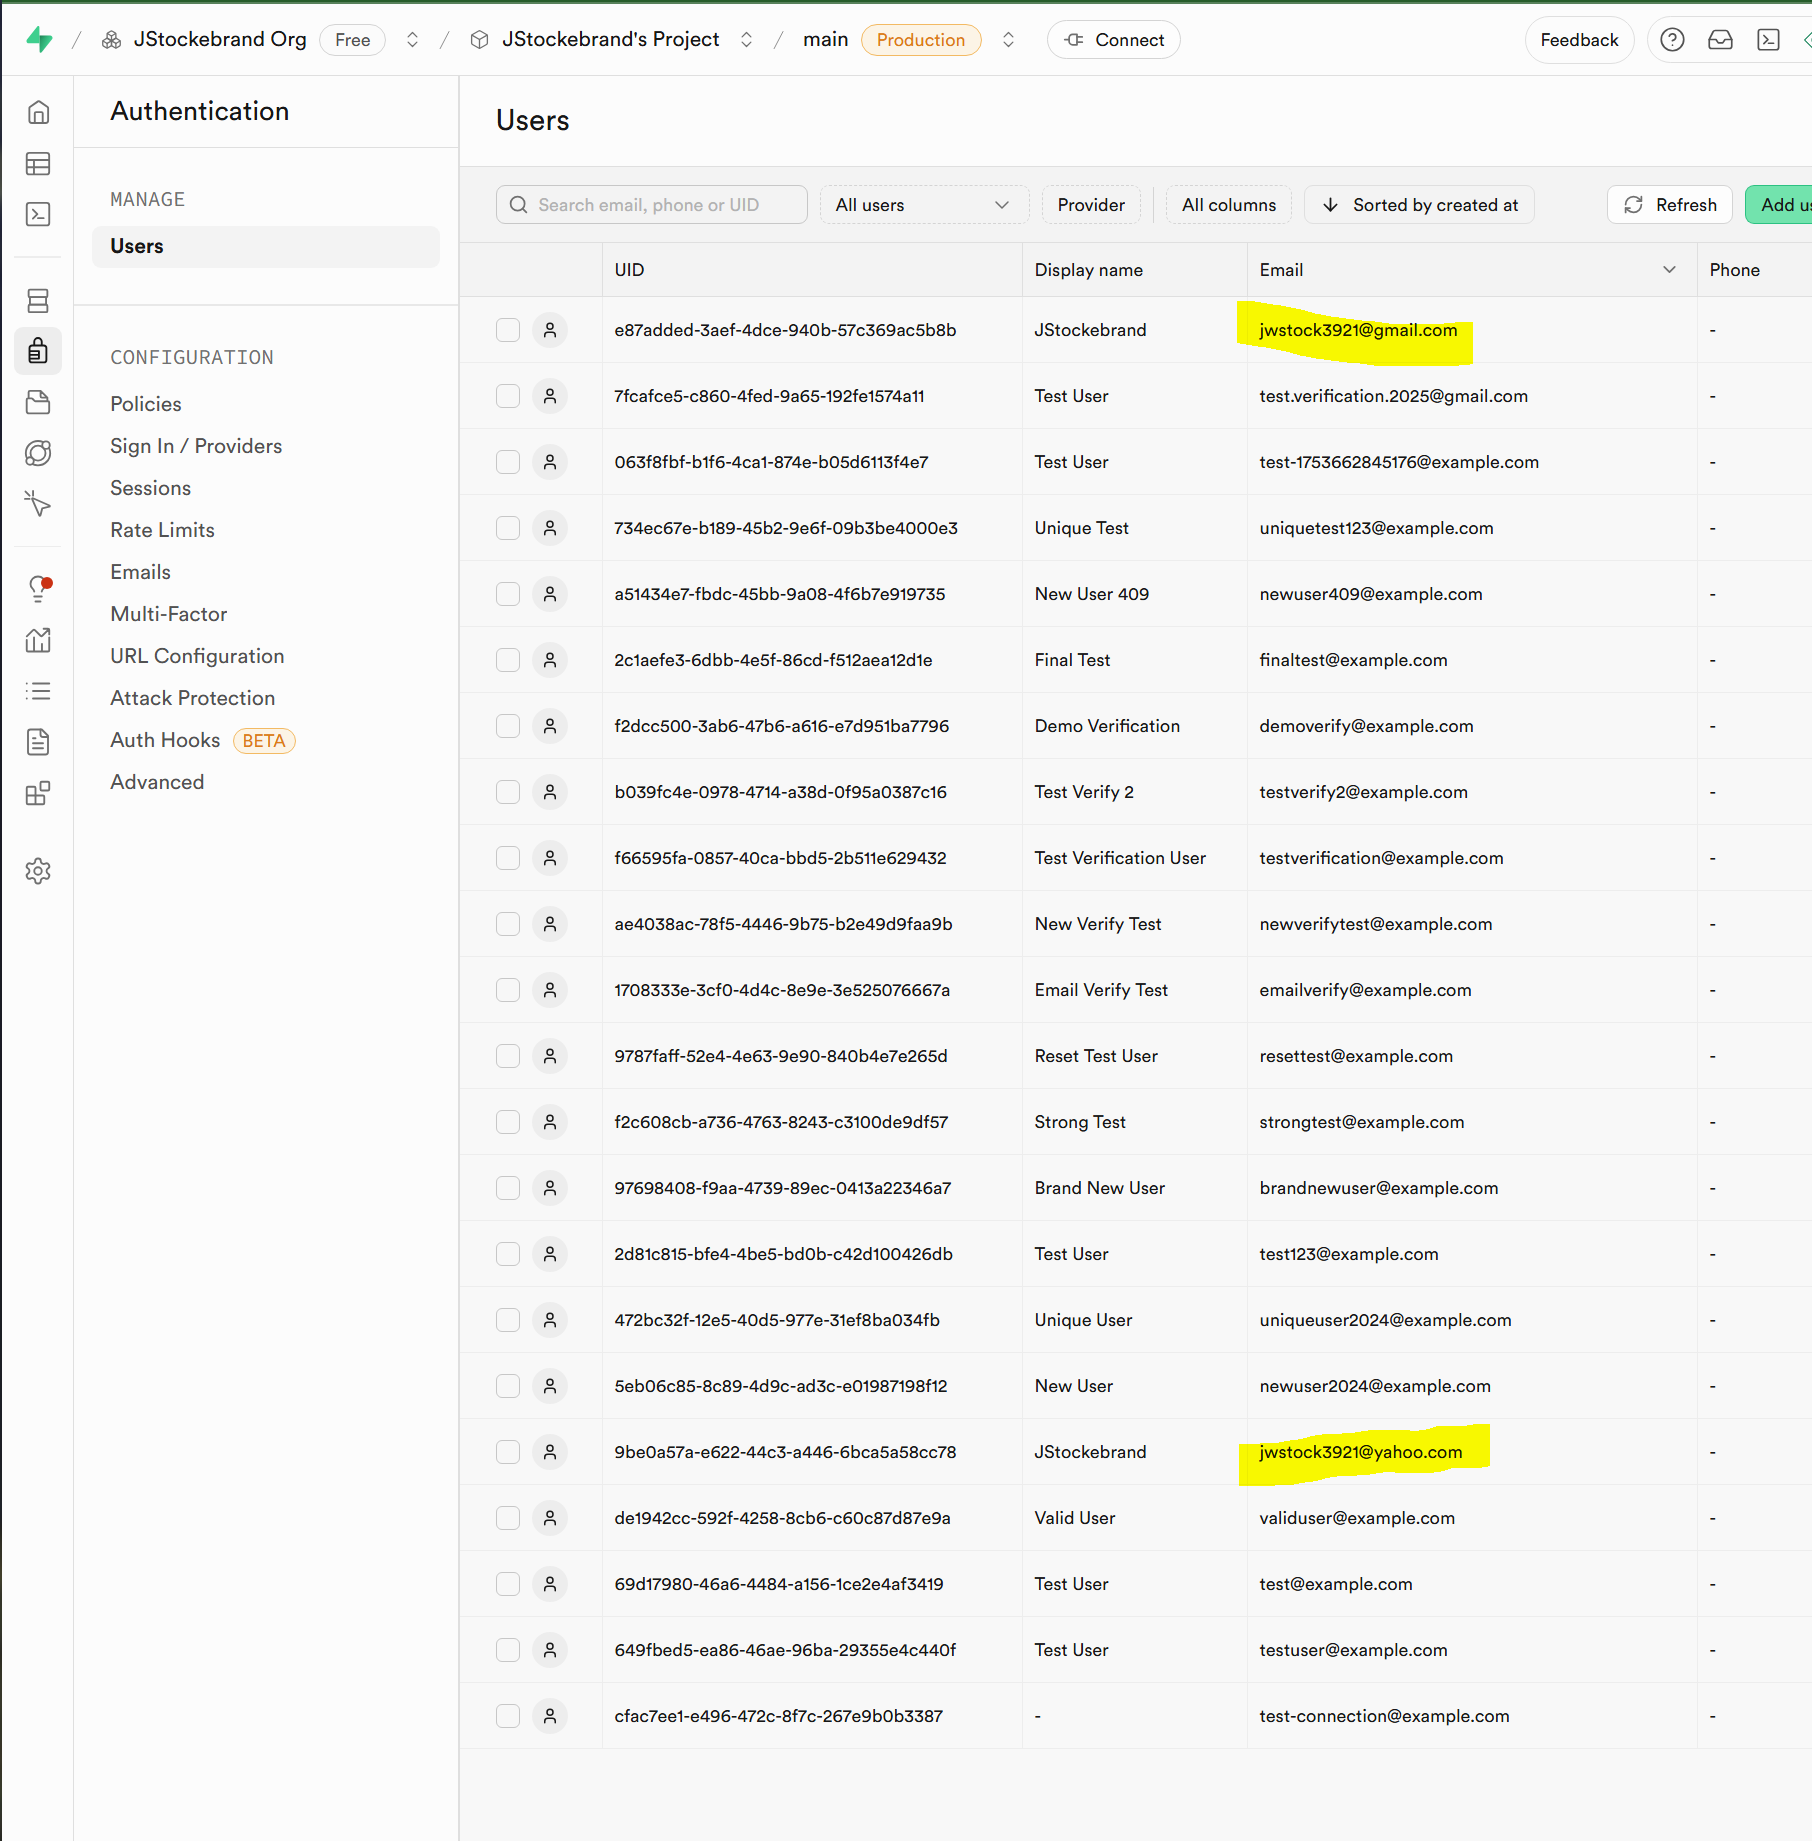 / JStockebrand Org Free / JStockebrand's Project / main Production Connect Feedback
Authentication
MANAGE
Users
CONFIGURATION
Policies
Sign In / Providers
Sessions
Rate Limits
Emails
Multi-Factor
URL Configuration
Attack Protection
Auth Hooks BETA
Advanced
Users
Search email, phone or UID All users Provider All columns Sorted by created at Refresh Add us
UID Display name Email Phone
e87added-3aef-4dce-940b-57c369ac5b8b JStockebrand jwstock3921@gmail.com -
7fcafce5-c860-4fed-9a65-192fe1574a11 Test User test.verification.2025@gmail.com -
063f8fbf-b1f6-4ca1-874e-b05d6113f4e7 Test User test-1753662845176@example.com -
734ec67e-b189-45b2-9e6f-09b3be4000e3 Unique Test uniquetest123@example.com -
a51434e7-fbdc-45bb-9a08-4f6b7e919735 New User 409 newuser409@example.com -
2c1aefe3-6dbb-4e5f-86cd-f512aea12d1e Final Test finaltest@example.com -
f2dcc500-3ab6-47b6-a616-e7d951ba7796 Demo Verification demoverify@example.com -
b039fc4e-0978-4714-a38d-0f95a0387c16 Test Verify 2 testverify2@example.com -
f66595fa-0857-40ca-bbd5-2b511e629432 Test Verification User testverification@example.com -
ae4038ac-78f5-4446-9b75-b2e49d9faa9b New Verify Test newverifytest@example.com -
1708333e-3cf0-4d4c-8e9e-3e525076667a Email Verify Test emailverify@example.com -
9787faff-52e4-4e63-9e90-840b4e7e265d Reset Test User resettest@example.com -
f2c608cb-a736-4763-8243-c3100de9df57 Strong Test strongtest@example.com -
97698408-f9aa-4739-89ec-0413a22346a7 Brand New User brandnewuser@example.com -
2d81c815-bfe4-4be5-bd0b-c42d100426db Test User test123@example.com -
472bc32f-12e5-40d5-977e-31ef8ba034fb Unique User uniqueuser2024@example.com -
5eb06c85-8c89-4d9c-ad3c-e01987198f12 New User newuser2024@example.com -
9be0a57a-e622-44c3-a446-6bca5a58cc78 JStockebrand jwstock3921@yahoo.com -
de1942cc-592f-4258-8cb6-c60c87d87e9a Valid User validuser@example.com -
69d17980-46a6-4484-a156-1ce2e4af3419 Test User test@example.com -
649fbed5-ea86-46ae-96ba-29355e4c440f Test User testuser@example.com -
cfac7ee1-e496-472c-8f7c-267e9b0b3387 - test-connection@example.com -